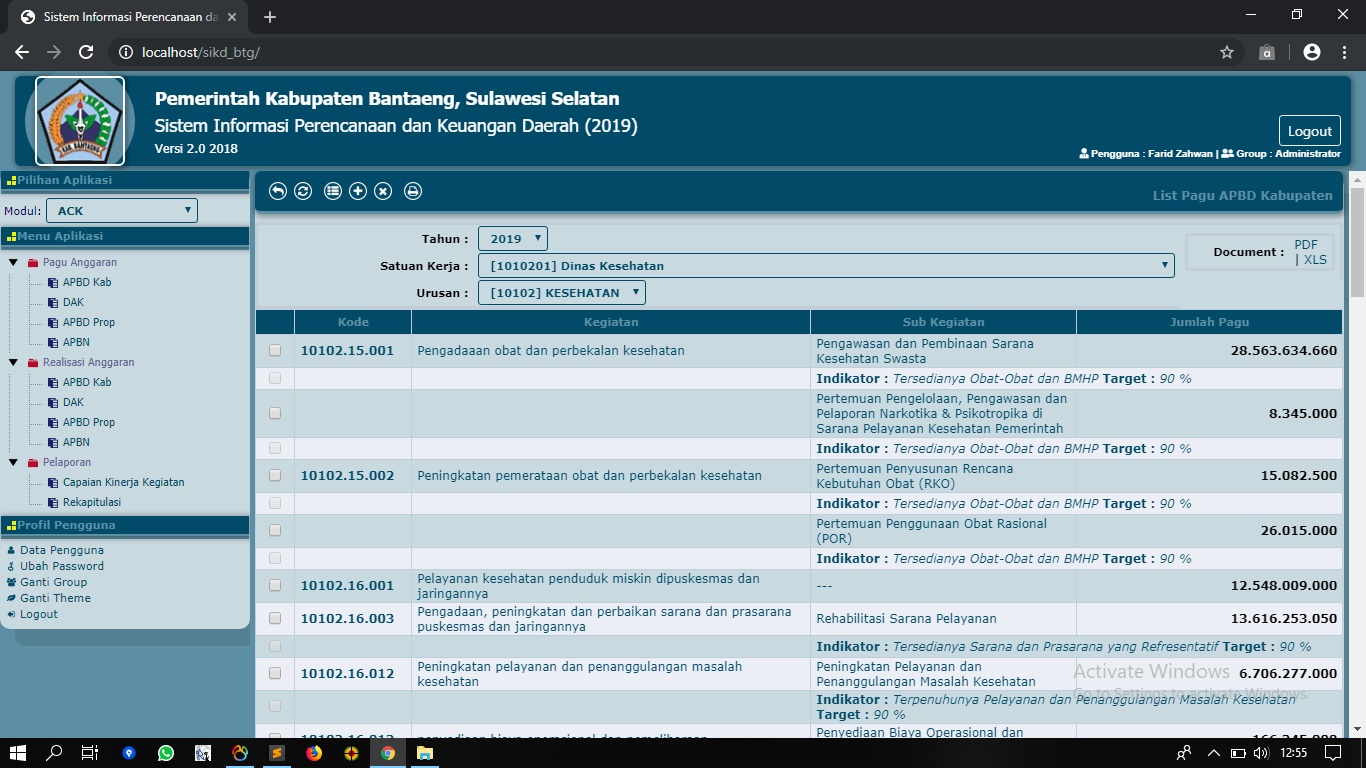 Sistem Informasi Perencanaan da
localhost/sikd_btg/
Pemerintah Kabupaten Bantaeng, Sulawesi Selatan
Sistem Informasi Perencanaan dan Keuangan Daerah (2019)
Versi 2.0 2018
KAB. BANTAENG
Logout
Pengguna : Farid Zahwan | Group : Administrator
Pilihan Aplikasi
Modul: ACK
Menu Aplikasi
Pagu Anggaran
APBD Kab
DAK
APBD Prop
APBN
Realisasi Anggaran
APBD Kab
DAK
APBD Prop
APBN
Pelaporan
Capaian Kinerja Kegiatan
Rekapitulasi
Profil Pengguna
Data Pengguna
Ubah Password
Ganti Group
Ganti Theme
Logout
List Pagu APBD Kabupaten
Tahun : 2019
Satuan Kerja : [1010201] Dinas Kesehatan
Urusan : [10102] KESEHATAN
Document : PDF
| XLS
Kode Kegiatan Sub Kegiatan Jumlah Pagu
10102.15.001 Pengadaaan obat dan perbekalan kesehatan Pengawasan dan Pembinaan Sarana
Kesehatan Swasta 28.563.634.660
Indikator : Tersedianya Obat-Obat dan BMHP Target : 90 %
Pertemuan Pengelolaan, Pengawasan dan
Pelaporan Narkotika & Psikotropika di
Sarana Pelayanan Kesehatan Pemerintah 8.345.000
Indikator : Tersedianya Obat-Obat dan BMHP Target : 90 %
10102.15.002 Peningkatan pemerataan obat dan perbekalan kesehatan Pertemuan Penyusunan Rencana
Kebutuhan Obat (RKO) 15.082.500
Indikator : Tersedianya Obat-Obat dan BMHP Target : 90 %
Pertemuan Penggunaan Obat Rasional
(POR) 26.015.000
Indikator : Tersedianya Obat-Obat dan BMHP Target : 90 %
10102.16.001 Pelayanan kesehatan penduduk miskin dipuskesmas dan
jaringannya --- 12.548.009.000
10102.16.003 Pengadaan, peningkatan dan perbaikan sarana dan prasarana
puskesmas dan jaringannya Rehabilitasi Sarana Pelayanan 13.616.253.050
Indikator : Tersedianya Sarana dan Prasarana yang Refresentatif Target : 90 %
10102.16.012 Peningkatan pelayanan dan penanggulangan masalah
kesehatan Peningkatan Pelayanan dan
Penanggulangan Masalah Kesehatan 6.706.277.000
Indikator : Terpenuhunya Pelayanan dan Penanggulangan Masalah Kesehatan
Target : 90 %
Penyediaan Biaya Operasional dan
Activate Windows
Go to Settings to activate Windows.
12:55